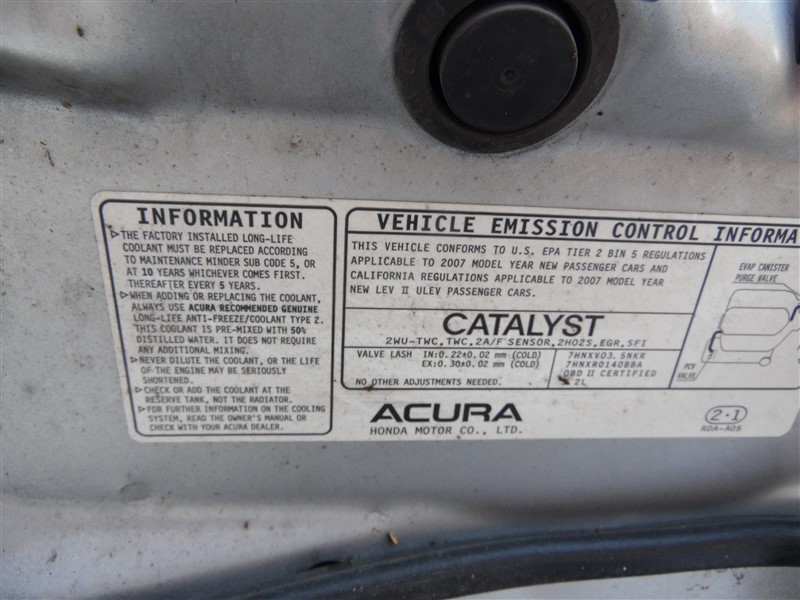 INFORMATION
▷THE FACTORY INSTALLED LONG-LIFE
COOLANT MUST BE REPLACED ACCORDING
TO MAINTENANCE MINDER SUB CODE 5, OR
AT 10 YEARS WHICHEVER COMES FIRST.
THEREAFTER EVERY 5 YEARS.
▷WHEN ADDING OR REPLACING THE COOLANT,
ALWAYS USE ACURA RECOMMENDED GENUINE
LONG-LIFE ANTI-FREEZE/COOLANT TYPE 2.
THIS COOLANT IS PRE-MIXED WITH 50%
DISTILLED WATER. IT DOES NOT REQUIRE
ANY ADDITIONAL MIXING.
▷NEVER DILUTE THE COOLANT, OR THE LIFE
OF THE ENGINE MAY BE SERIOUSLY
SHORTENED.
▷CHECK OR ADD THE COOLANT AT THE
RESERVE TANK, NOT THE RADIATOR.
▷FOR FURTHER INFORMATION ON THE COOLING
SYSTEM, READ THE OWNER'S MANUAL OR
CHECK WITH YOUR ACURA DEALER.
VEHICLE EMISSION CONTROL INFORMA
THIS VEHICLE CONFORMS TO U.S. EPA TIER 2 BIN 5 REGULATIONS
APPLICABLE TO 2007 MODEL YEAR NEW PASSENGER CARS AND
CALIFORNIA REGULATIONS APPLICABLE TO 2007 MODEL YEAR
NEW LEV II ULEV PASSENGER CARS.
CATALYST
2WU-TWC, TWC, 2A/F SENSOR, 2HO2S, EGR, SFI
VALVE LASH IN: 0.22±0.02 mm (COLD)
EX: 0.30±0.02 mm (COLD)
NO OTHER ADJUSTMENTS NEEDED.
7HNXV03.5NKR
7HNXR0140BBA
OBD II CERTIFIED
2L
EVAP CANISTER
PURGE VALVE
PCV
VALVE
ACURA
HONDA MOTOR CO., LTD.
2·1
RDA-A05